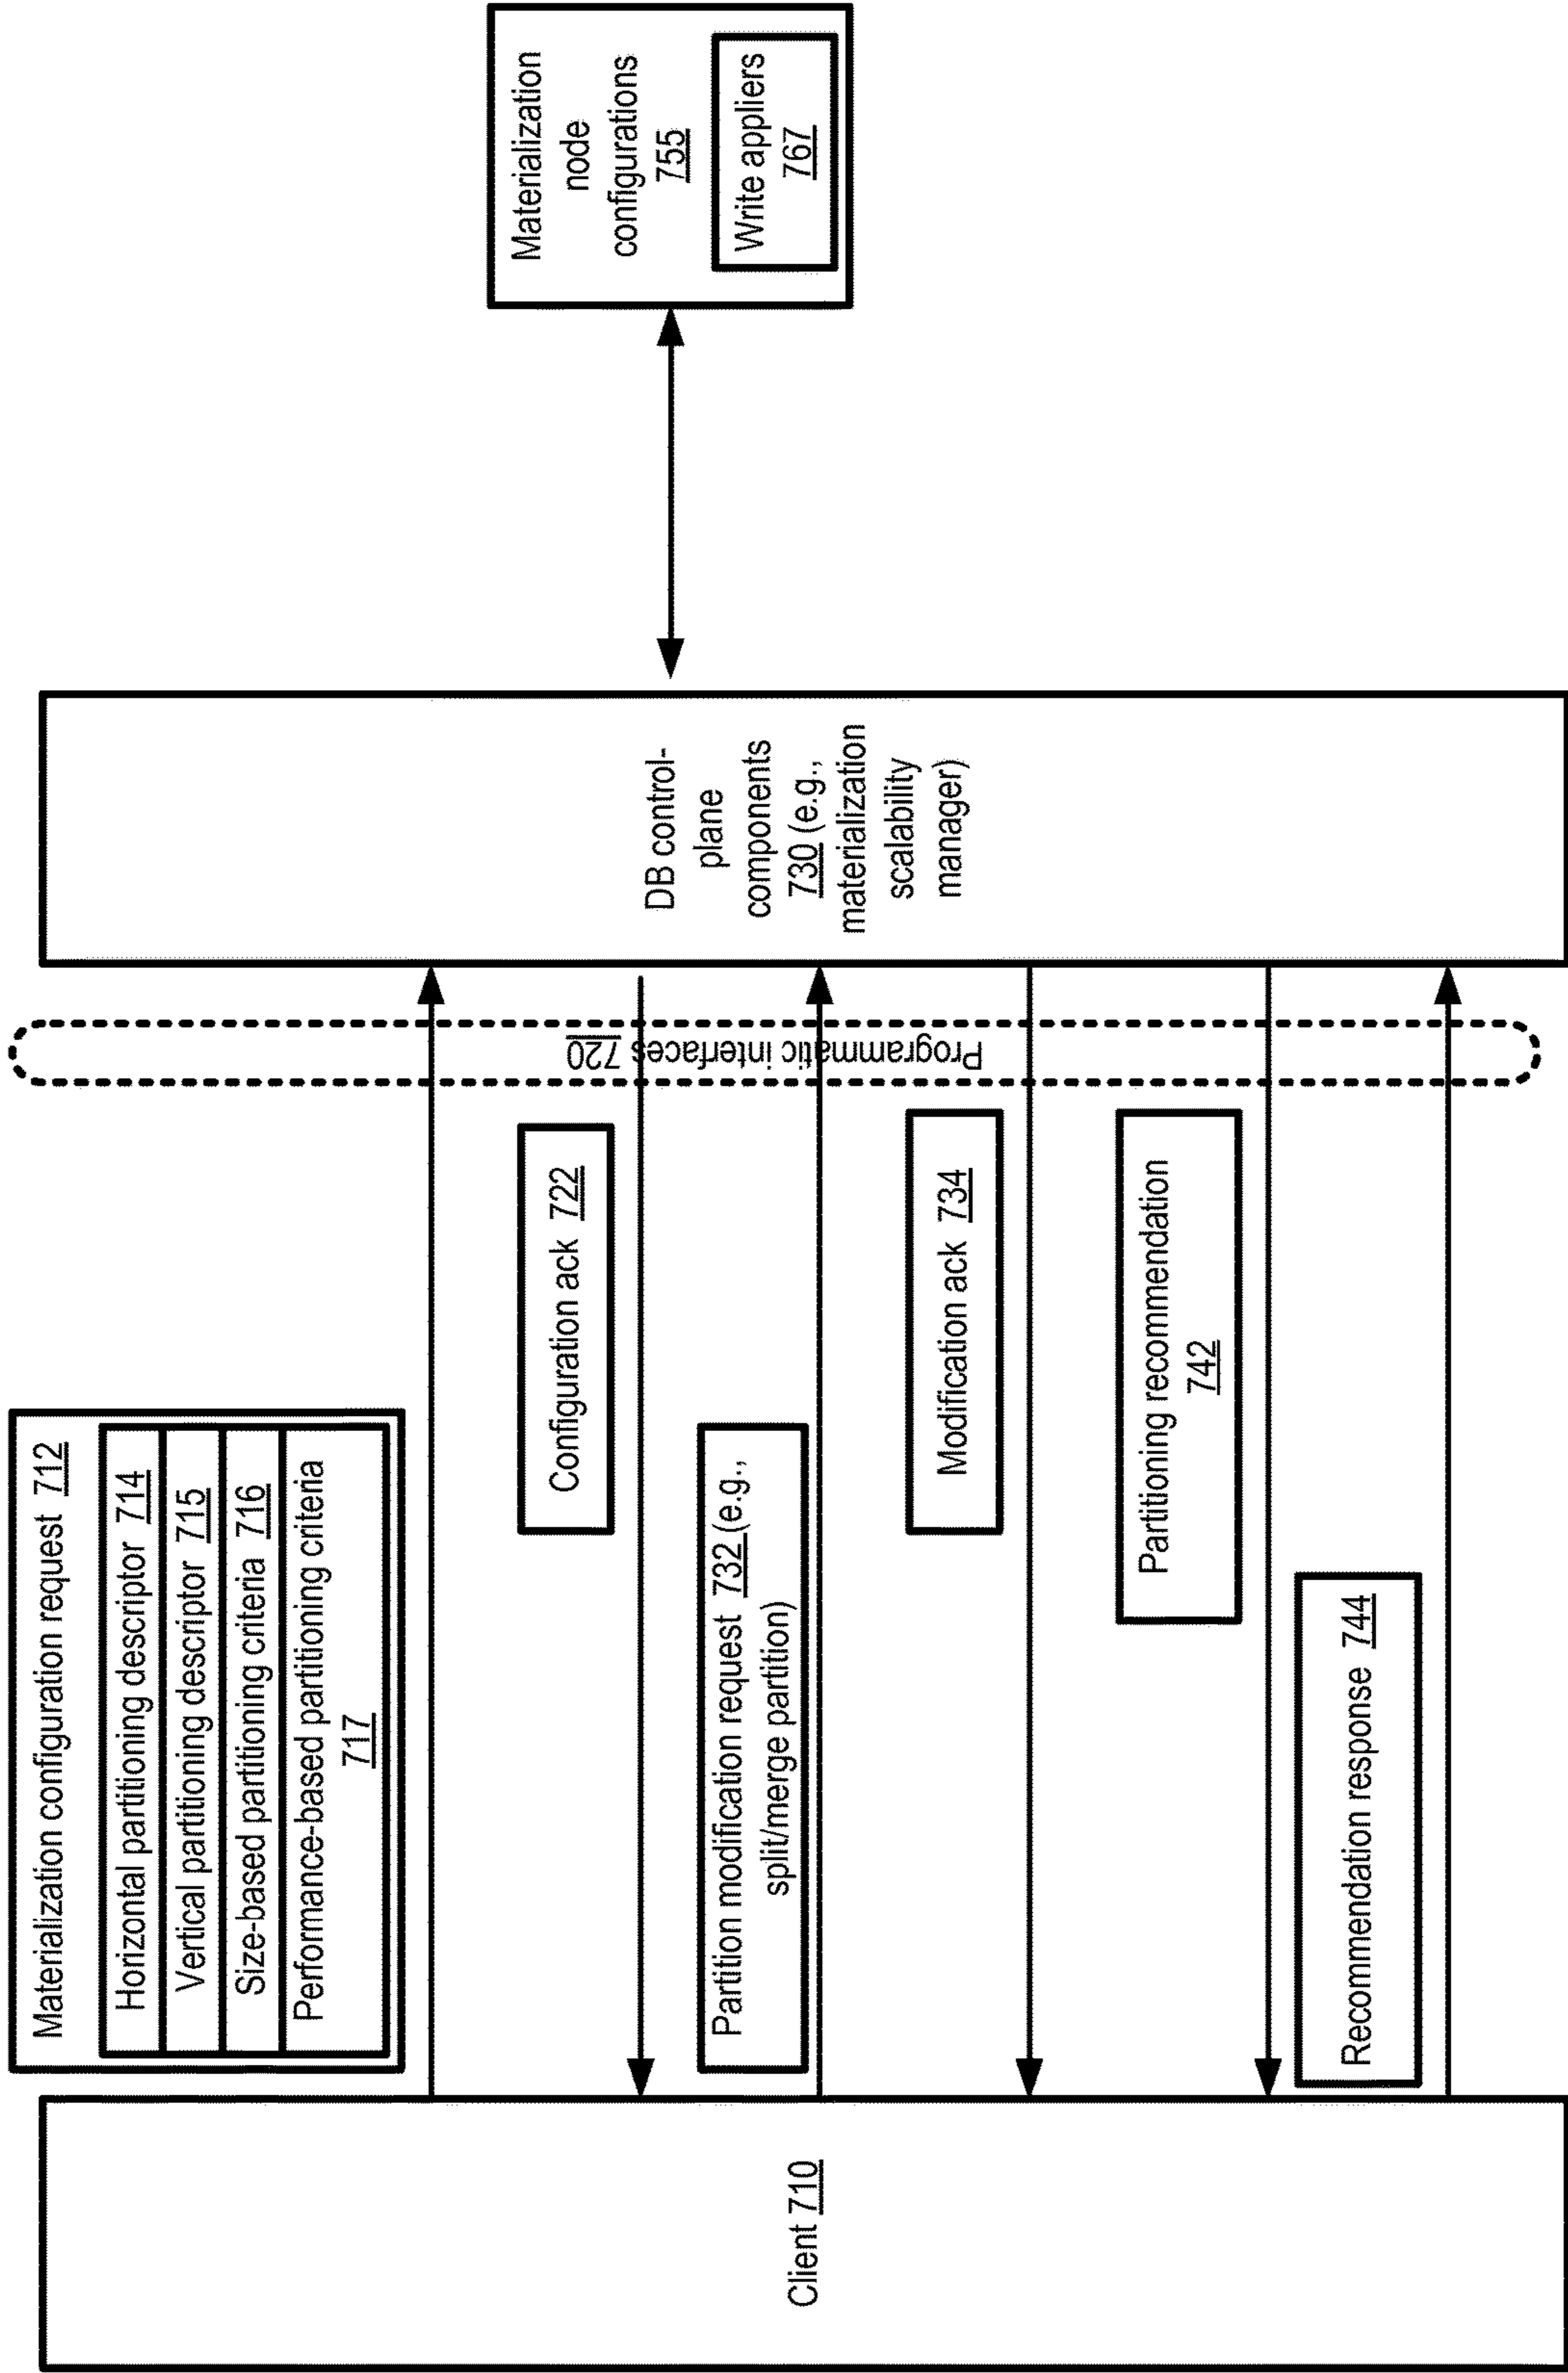 Materialization configuration request 712
Horizontal partitioning descriptor 714
Vertical partitioning descriptor 715
Size-based partitioning criteria 716
Performance-based partitioning criteria
717
Client 710
Configuration ack 722
Partition modification request 732 (e.g.,
split/merge partition)
Modification ack 734
Partitioning recommendation
742
Recommendation response 744
Programmatic interfaces 720
DB control-
plane
components
730 (e.g.,
materialization
scalability
manager)
Materialization
node
configurations
755
Write appliers
767